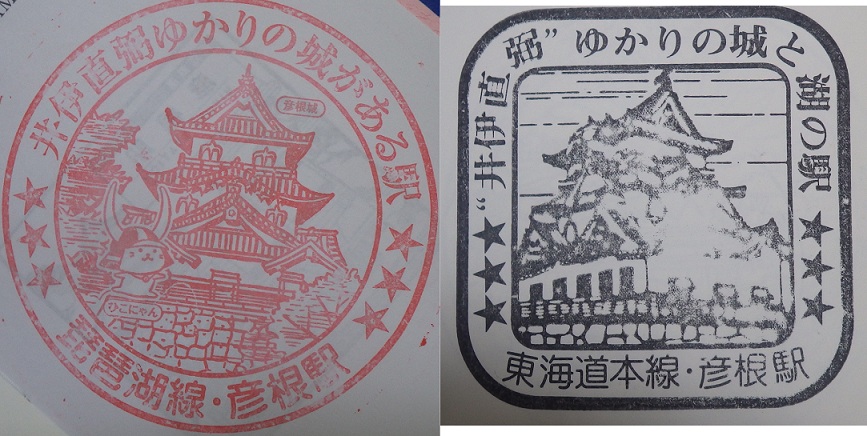 井伊直弼ゆかりの城がある駅
彦根城
ひこにゃん
琵琶湖線・彦根駅
“井伊直弼”ゆかりの城と湖の駅
東海道本線・彦根駅